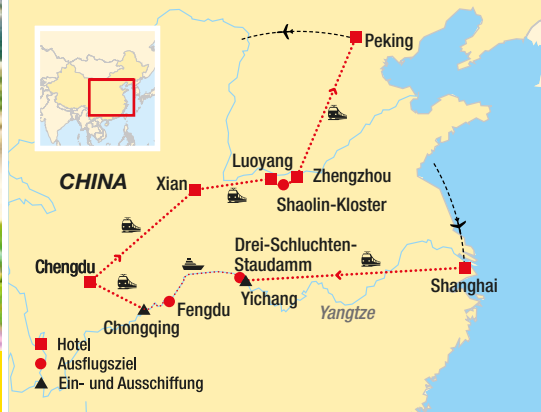 Peking
Luoyang
Zhengzhou
CHINA
Xian
Shaolin-Kloster
Drei-Schluchten-
Staudamm
Chengdu
Shanghai
Yichang
Fengdu
Yangtze
Chongqing
Hotel
Ausflugsziel
Ein- und Ausschiffung